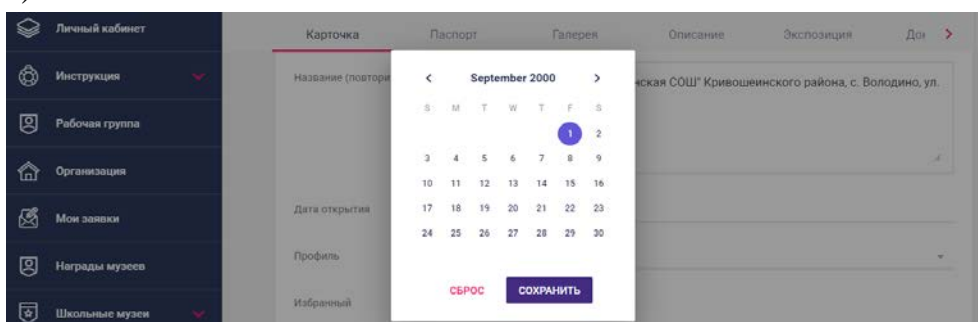 Личный кабинет
Инструкция
Рабочая группа
Организация
Мои заявки
Награды музеев
Школьные музеи
Карточка Паспорт Галерея Описание Экспозиция
Название
СОШ" Кривошеинского района, с. Володино, ул.
Дата открытия
Профиль
Избранный
September 2000
S M T W T F S
1 2
3 4 5 6 7 8 9
10 11 12 13 14 15 16
17 18 19 20 21 22 23
24 25 26 27 28 29 30
СБРОС СОХРАНИТЬ